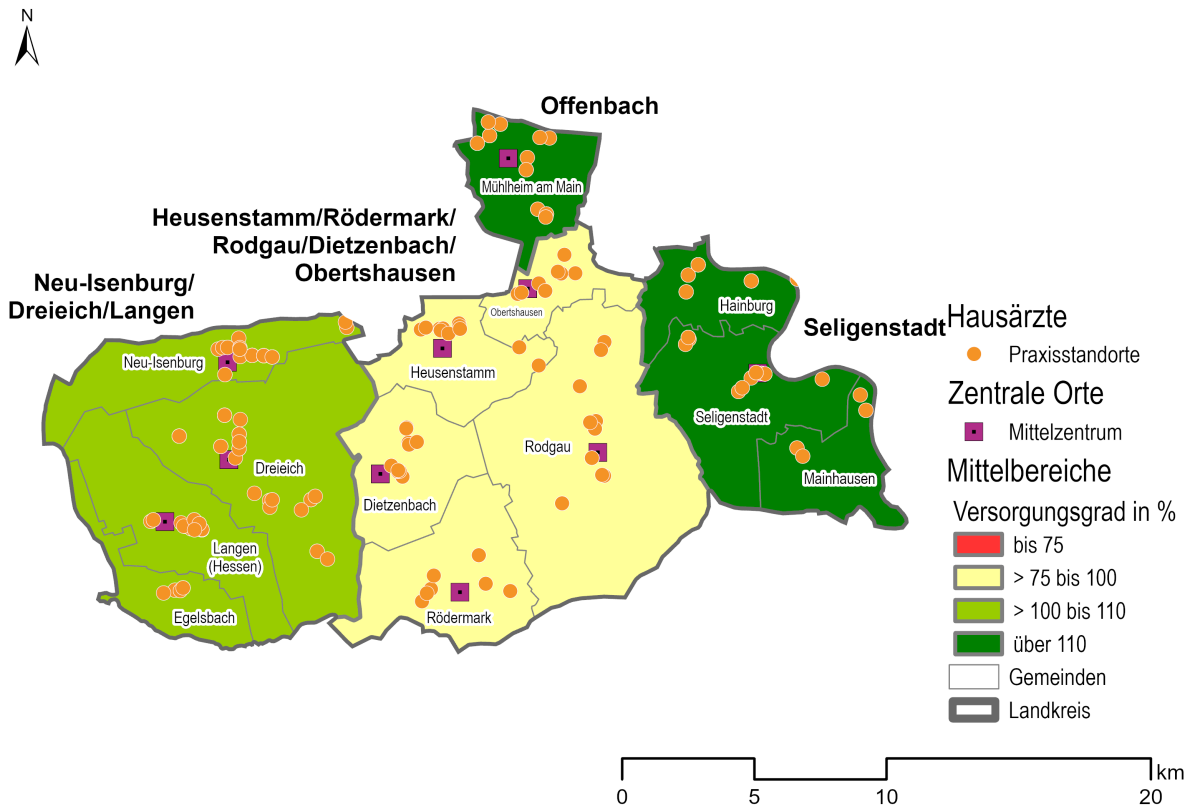 N
Offenbach
Mühlheim am Main
Heusenstamm/Rödermark/
Rodgau/Dietzenbach/
Obertshausen
Neu-Isenburg/
Dreieich/Langen
Hainburg
Obertshausen
Seligenstadt
Neu-Isenburg
Heusenstamm
Seligenstadt
Rodgau
Dreieich
Mainhausen
Dietzenbach
Langen
(Hessen)
Egelsbach
Rödermark
Hausärzte
Praxisstandorte
Zentrale Orte
Mittelzentrum
Mittelbereiche
Versorgungsgrad in %
bis 75
> 75 bis 100
> 100 bis 110
über 110
Gemeinden
Landkreis
km
0 5 10 20